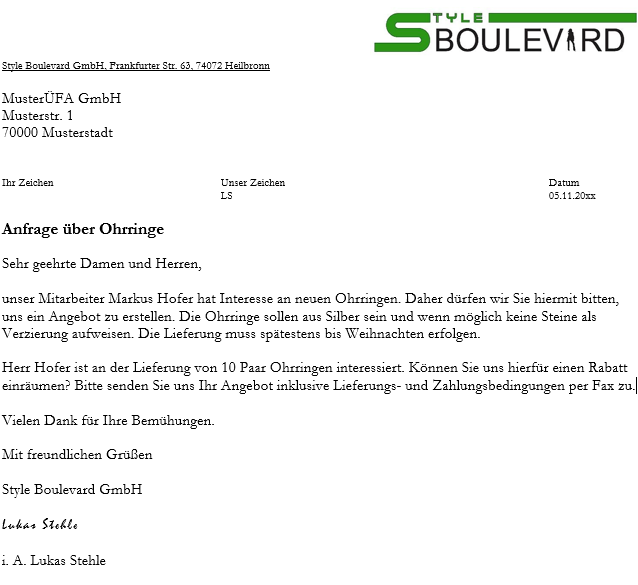 STYLE
BOULEVARD
Style Boulevard GmbH, Frankfurter Str. 63, 74072 Heilbronn
MusterÜFA GmbH
Musterstr. 1
70000 Musterstadt
Ihr Zeichen Unser Zeichen Datum
LS 05.11.20xx
Anfrage über Ohrringe
Sehr geehrte Damen und Herren,
unser Mitarbeiter Markus Hofer hat Interesse an neuen Ohrringen. Daher dürfen wir Sie hiermit bitten,
uns ein Angebot zu erstellen. Die Ohrringe sollen aus Silber sein und wenn möglich keine Steine als
Verzierung aufweisen. Die Lieferung muss spätestens bis Weihnachten erfolgen.
Herr Hofer ist an der Lieferung von 10 Paar Ohrringen interessiert. Können Sie uns hierfür einen Rabatt
einräumen? Bitte senden Sie uns Ihr Angebot inklusive Lieferungs- und Zahlungsbedingungen per Fax zu.
Vielen Dank für Ihre Bemühungen.
Mit freundlichen Grüßen
Style Boulevard GmbH
Lukas Stehle
i. A. Lukas Stehle